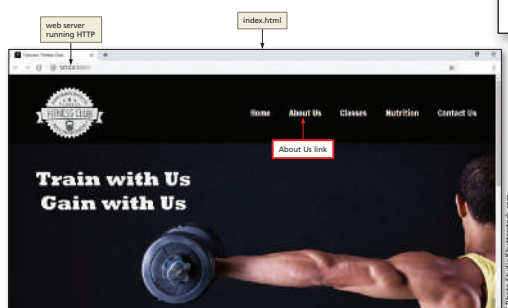 web server
running HTTP
index.html
FITNESS CLUB
Home About Us Classes Nutrition Contact Us
About Us link
Train with Us
Gain with Us